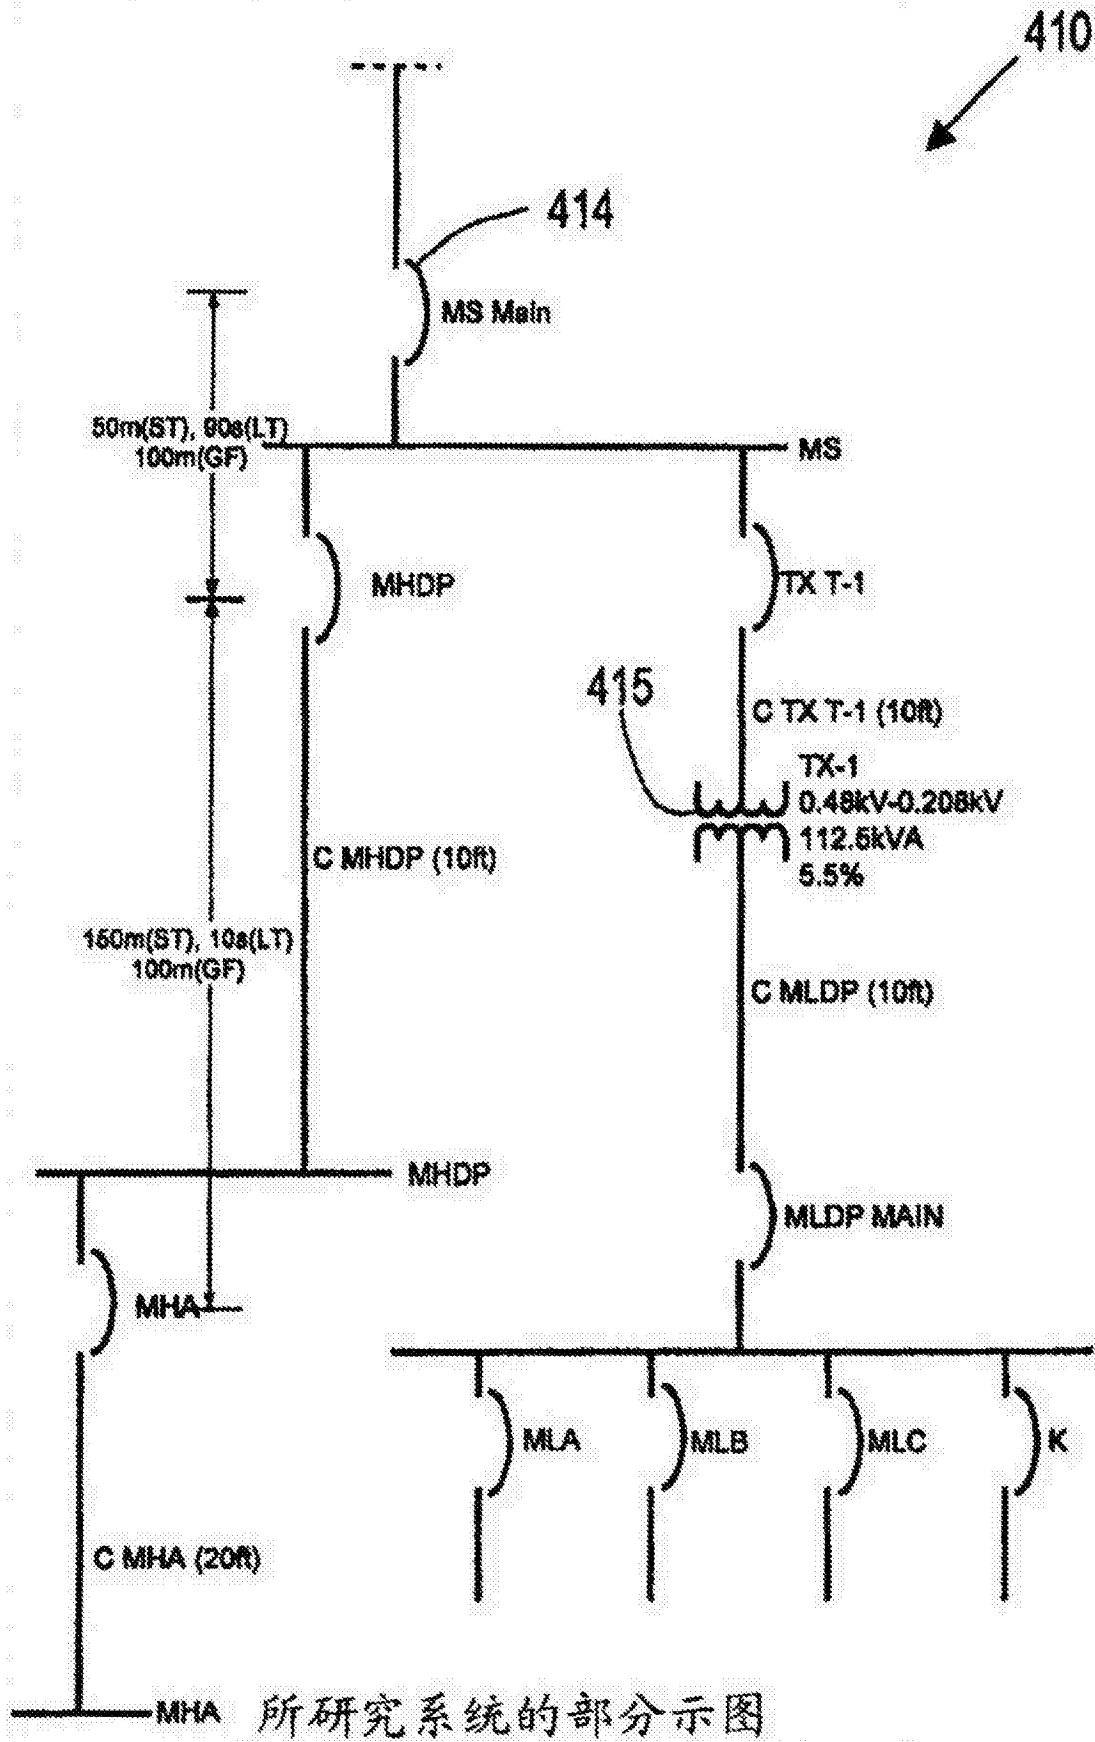 410
414
MS Main
50m(ST), 90s(LT)
100m(GF)
MS
MHDP
TX T-1
415
C TX T-1 (10ft)
TX-1
0.48kV-0.208kV
112.5kVA
5.5%
C MHDP (10ft)
150m(ST), 10s(LT)
100m(GF)
C MLDP (10ft)
MHDP
MLDP MAIN
MHA
MLA
MLB
MLC
K
C MHA (20ft)
MHA
所研究系统的部分示图